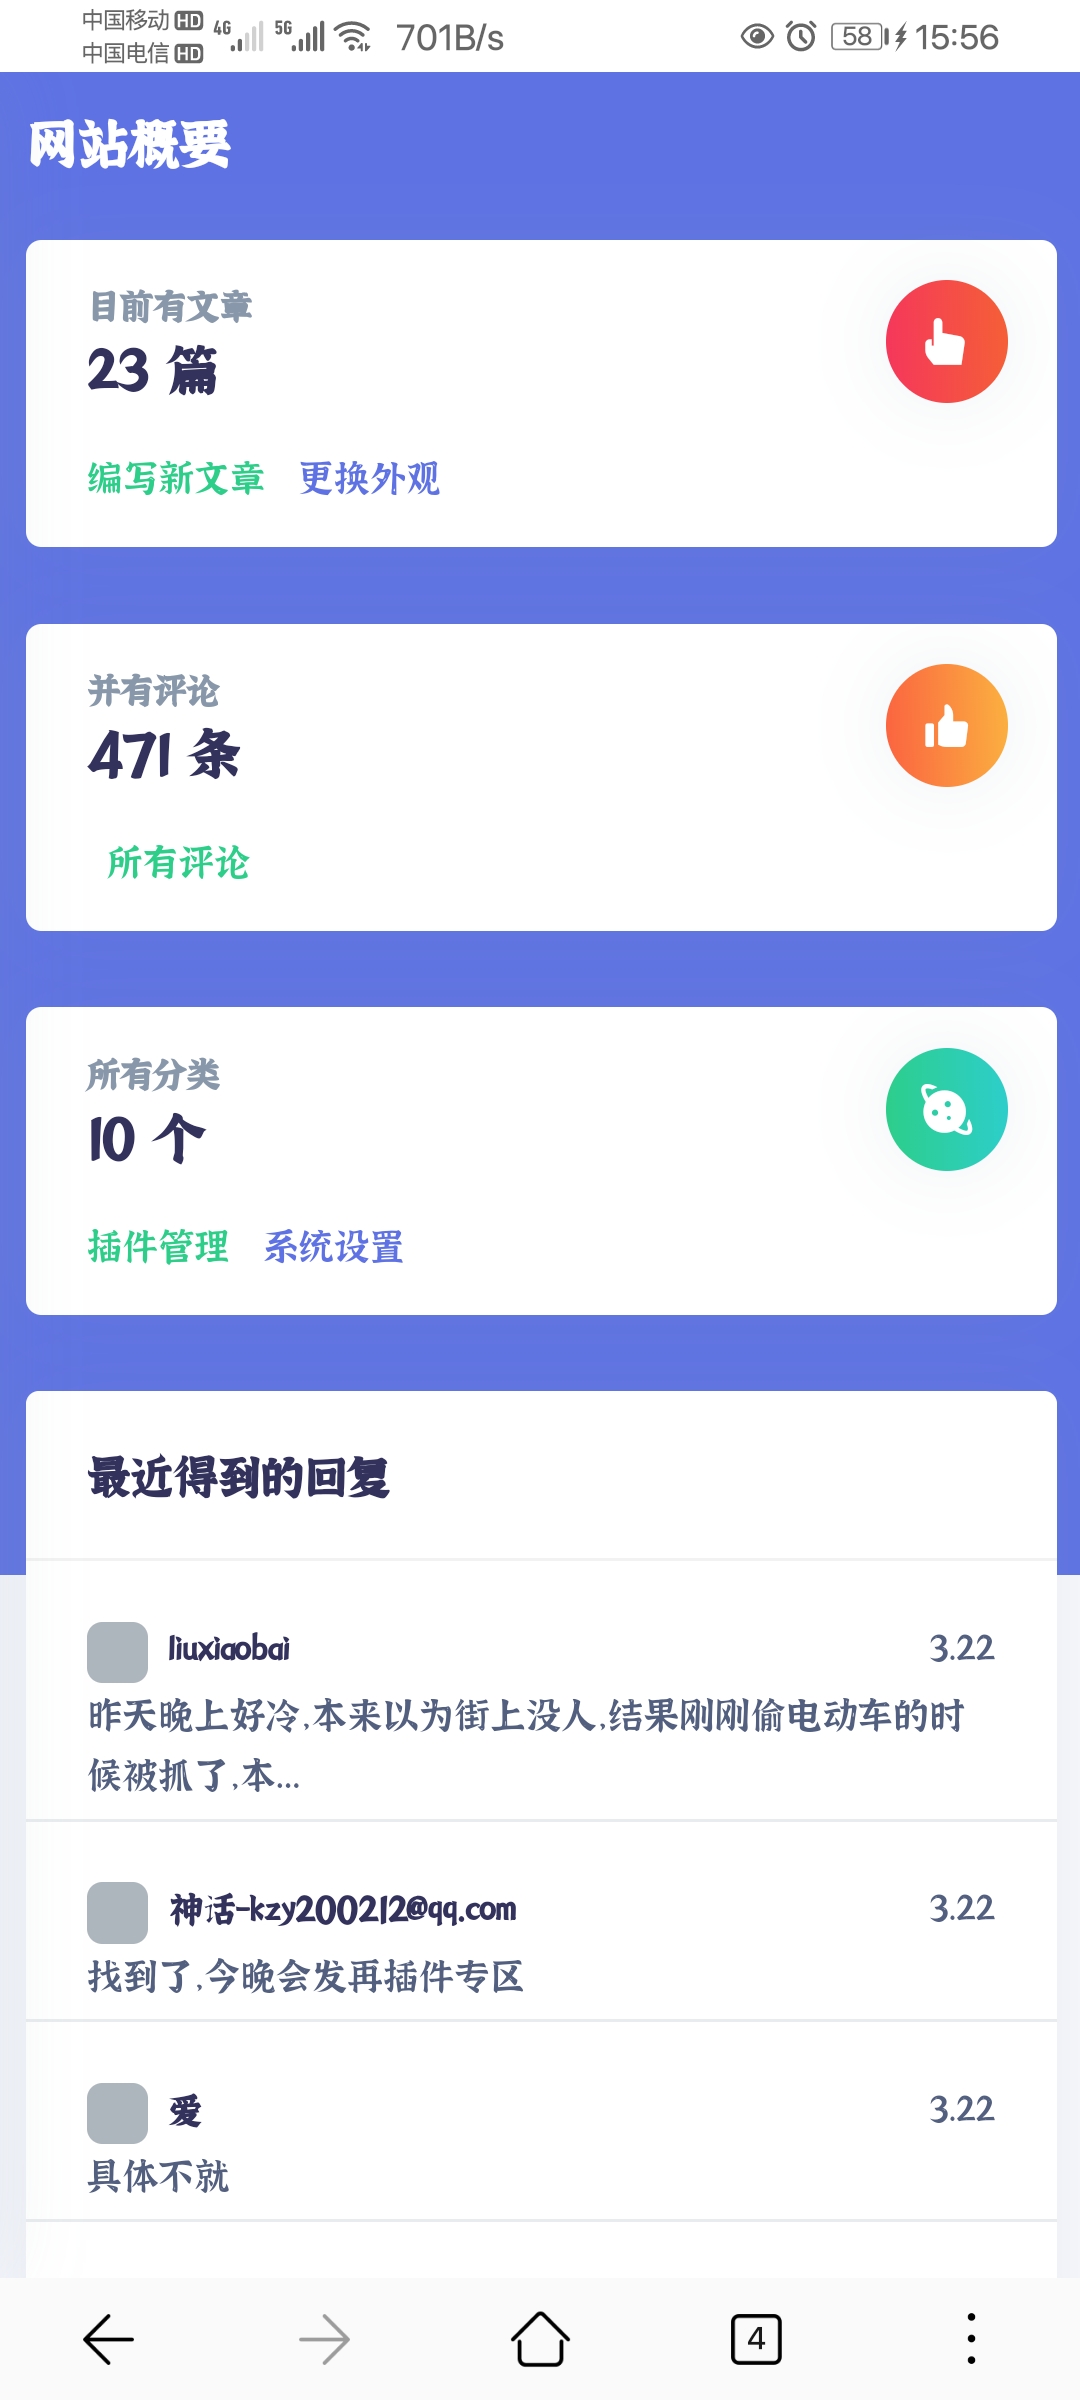 中国移动 HD 4G 5G 701B/s 58 15:56
中国电信 HD
网站概要
目前有文章
23 篇
编写新文章 更换外观
并有评论
471 条
所有评论
所有分类
10 个
插件管理 系统设置
最近得到的回复
liuxiaobai 3.22
昨天晚上好冷,本来以为街上没人,结果刚刚偷电动车的时
候被抓了,本...
神话-kzy200212@qq.com 3.22
找到了,今晚会发再插件专区
爱 3.22
具体不就
4